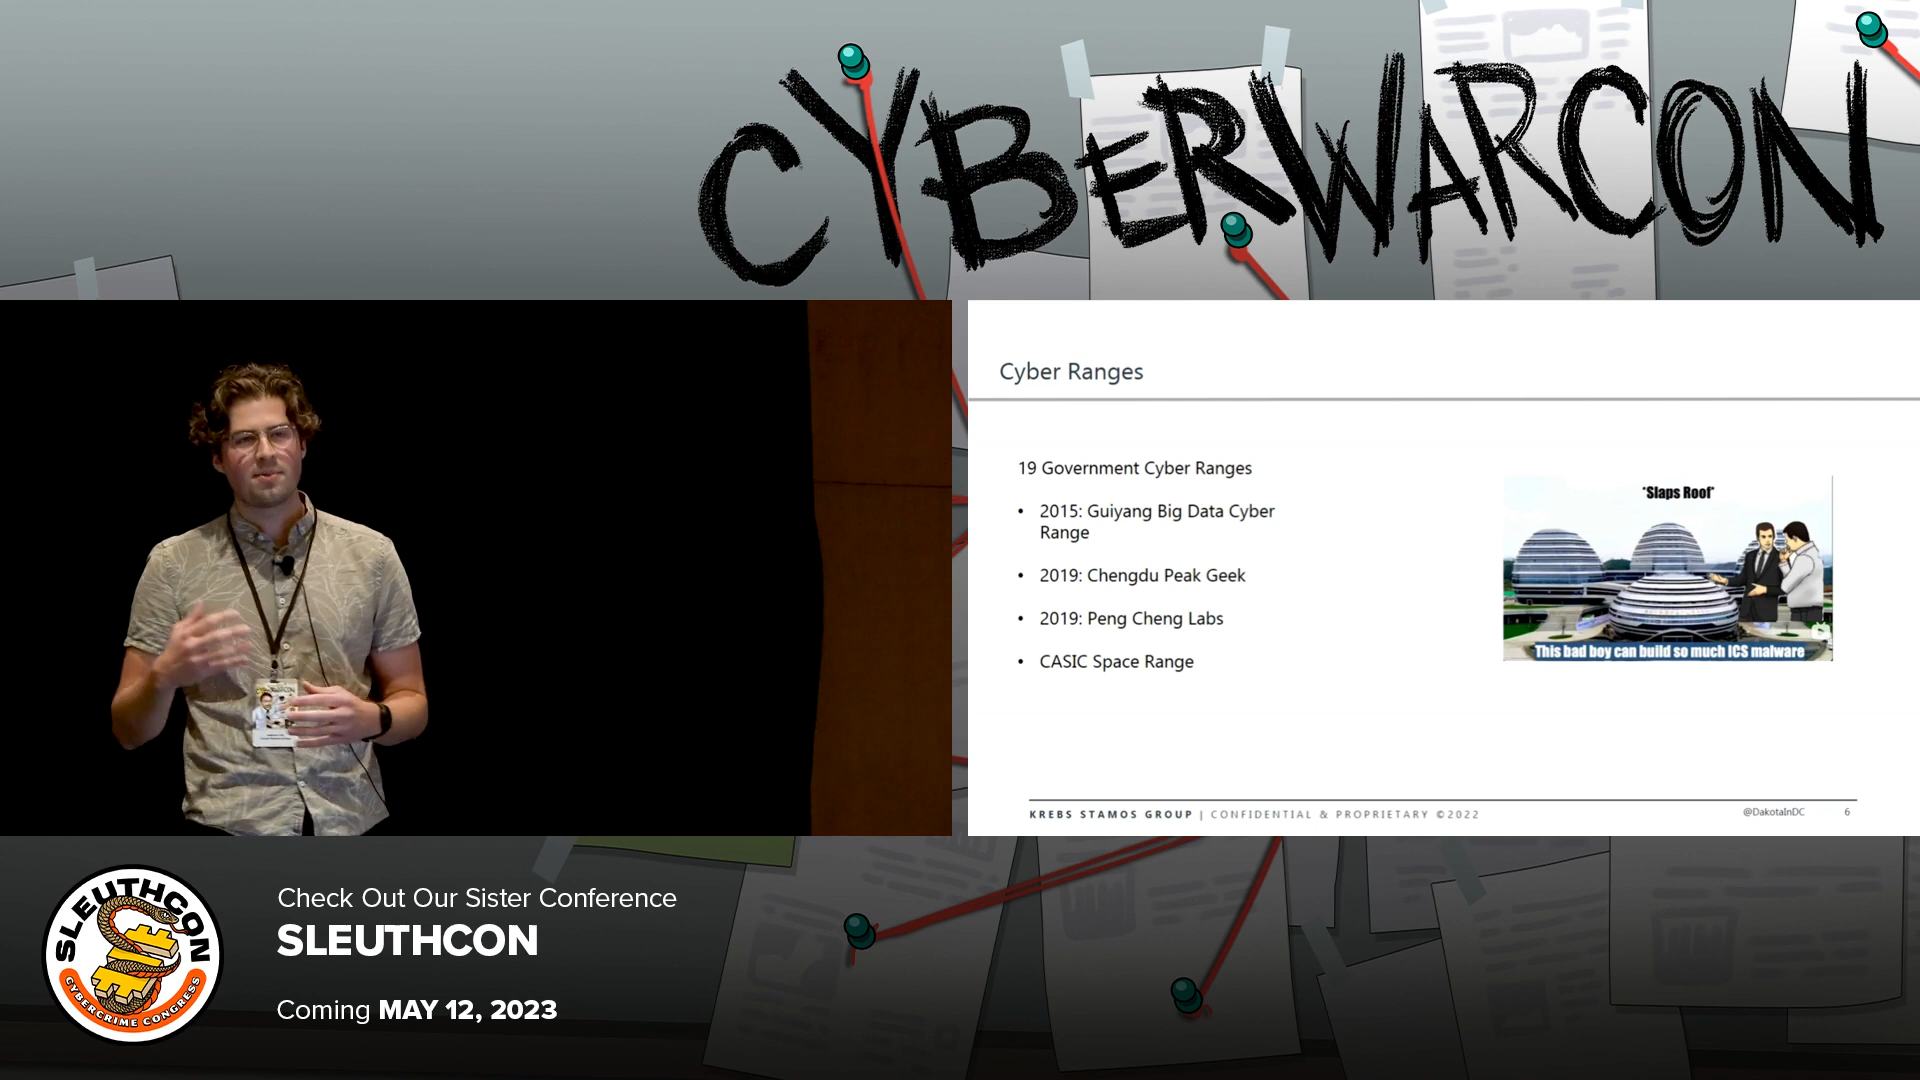 CYBERWARCON
Cyber Ranges
19 Government Cyber Ranges
• 2015: Guiyang Big Data Cyber
Range
• 2019: Chengdu Peak Geek
• 2019: Peng Cheng Labs
• CASIC Space Range
*Slaps Roof*
This bad boy can build so much ICS malware
KREBS STAMOS GROUP | CONFIDENTIAL & PROPRIETARY ©2022
@DakotaInDC
6
SLEUTHCON
CYBERCRIME CONGRESS
Check Out Our Sister Conference
SLEUTHCON
Coming MAY 12, 2023